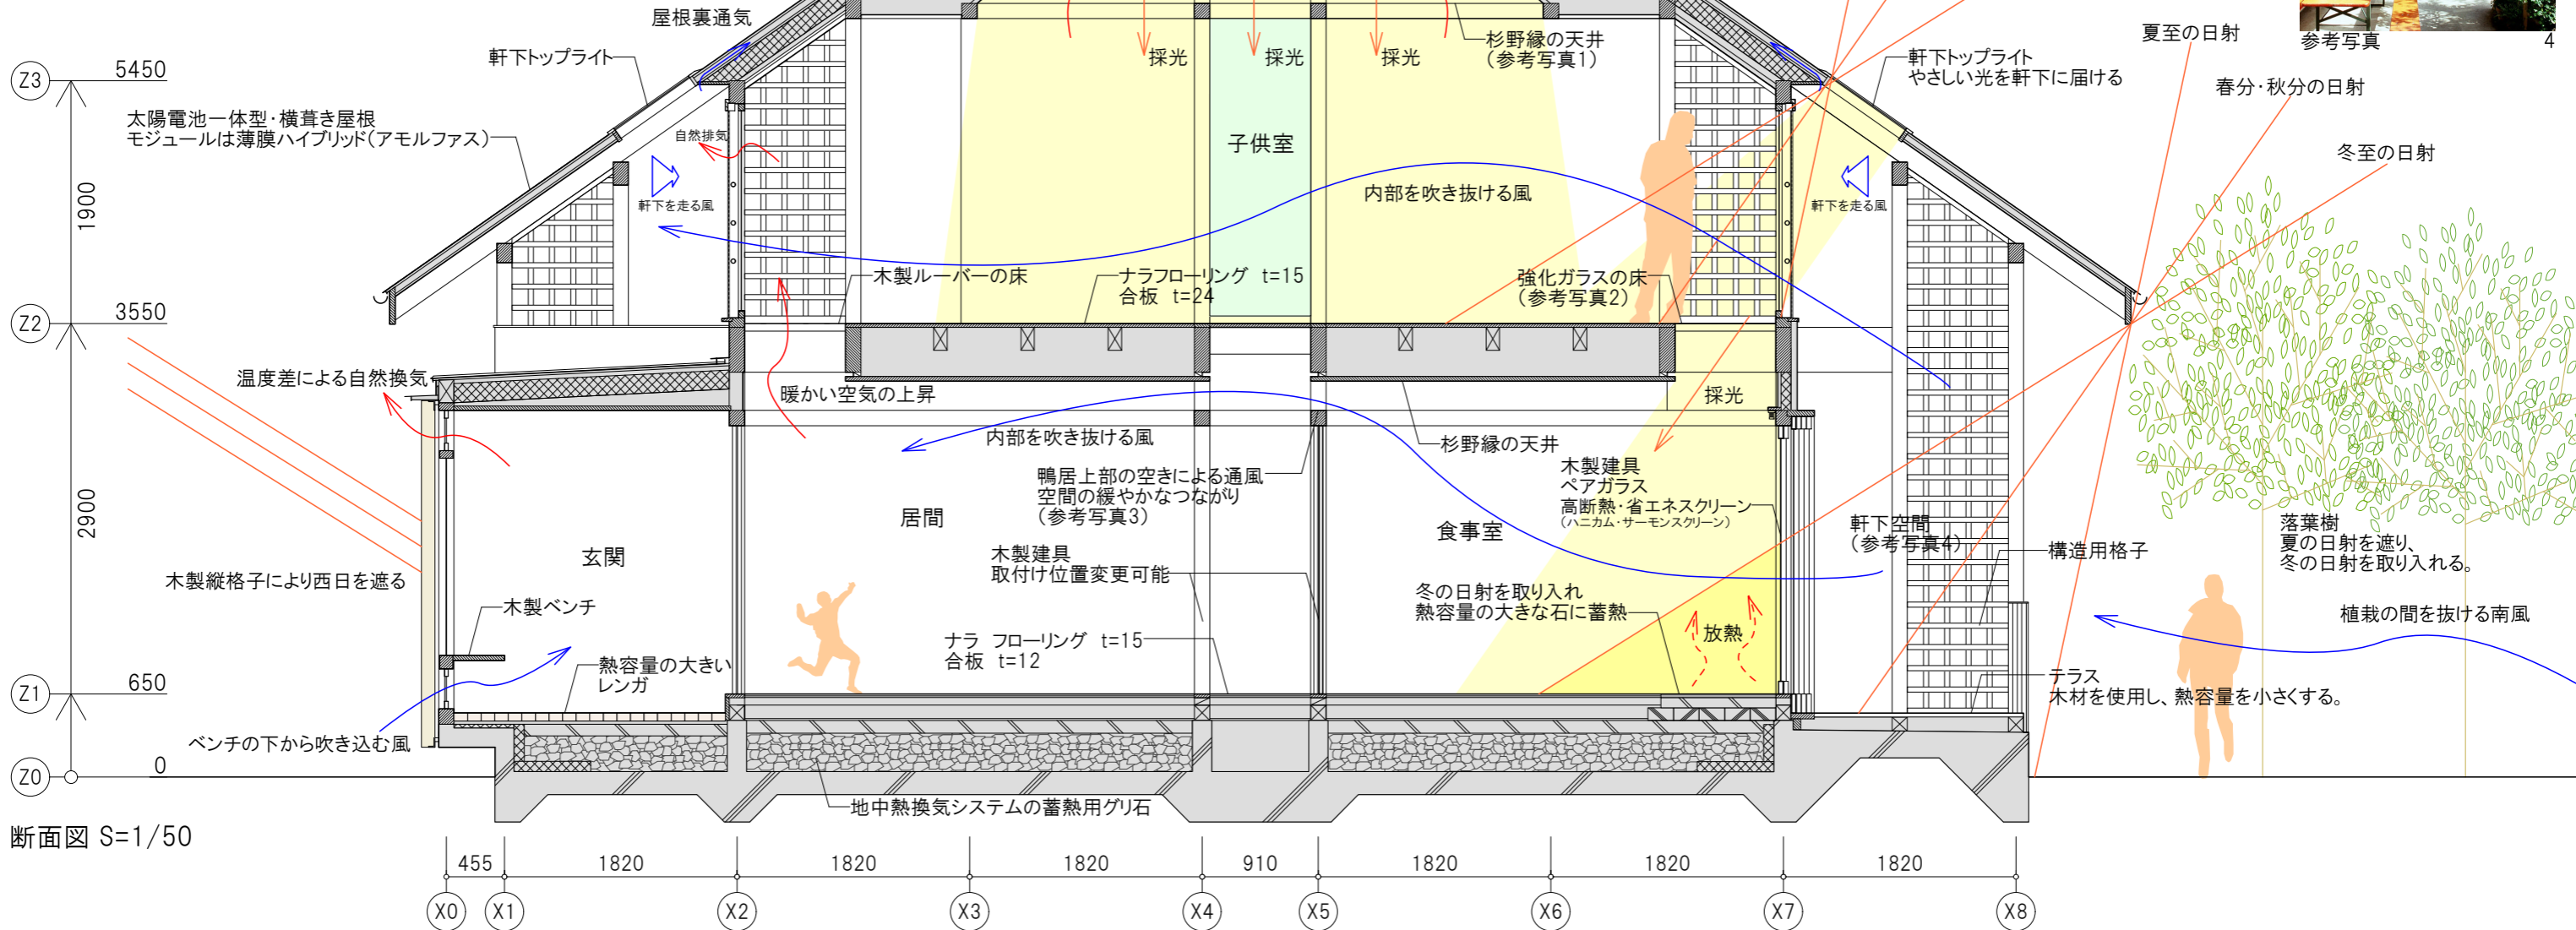 屋根裏通気
軒下トップライト
Z3
5450
太陽電池一体型・横葺き屋根
モジュールは薄膜ハイブリッド(アモルファス)
自然排気
軒下を走る風
1900
採光
採光
採光
杉野縁の天井
(参考写真1)
子供室
内部を吹き抜ける風
軒下トップライト
やさしい光を軒下に届ける
軒下を走る風
参考写真
4
夏至の日射
春分・秋分の日射
冬至の日射
木製ルーバーの床
ナラフローリング t=15
合板 t=24
強化ガラスの床
(参考写真2)
Z2
3550
温度差による自然換気
暖かい空気の上昇
内部を吹き抜ける風
採光
杉野縁の天井
鴨居上部の空きによる通風
空間の緩やかなつながり
(参考写真3)
木製建具
ペアガラス
高断熱・省エネスクリーン
(ハニカム・サーモンスクリーン)
2900
居間
食事室
玄関
軒下空間
(参考写真4)
構造用格子
落葉樹
夏の日射を遮り、
冬の日射を取り入れる。
木製縦格子により西日を遮る
木製ベンチ
木製建具
取付け位置変更可能
冬の日射を取り入れ
熱容量の大きな石に蓄熱
放熱
植栽の間を抜ける南風
ナラ フローリング t=15
合板 t=12
熱容量の大きい
レンガ
Z1
650
テラス
木材を使用し、熱容量を小さくする。
ベンチの下から吹き込む風
Z0
0
地中熱換気システムの蓄熱用グリ石
断面図 S=1/50
455
1820
1820
1820
910
1820
1820
1820
X0
X1
X2
X3
X4
X5
X6
X7
X8